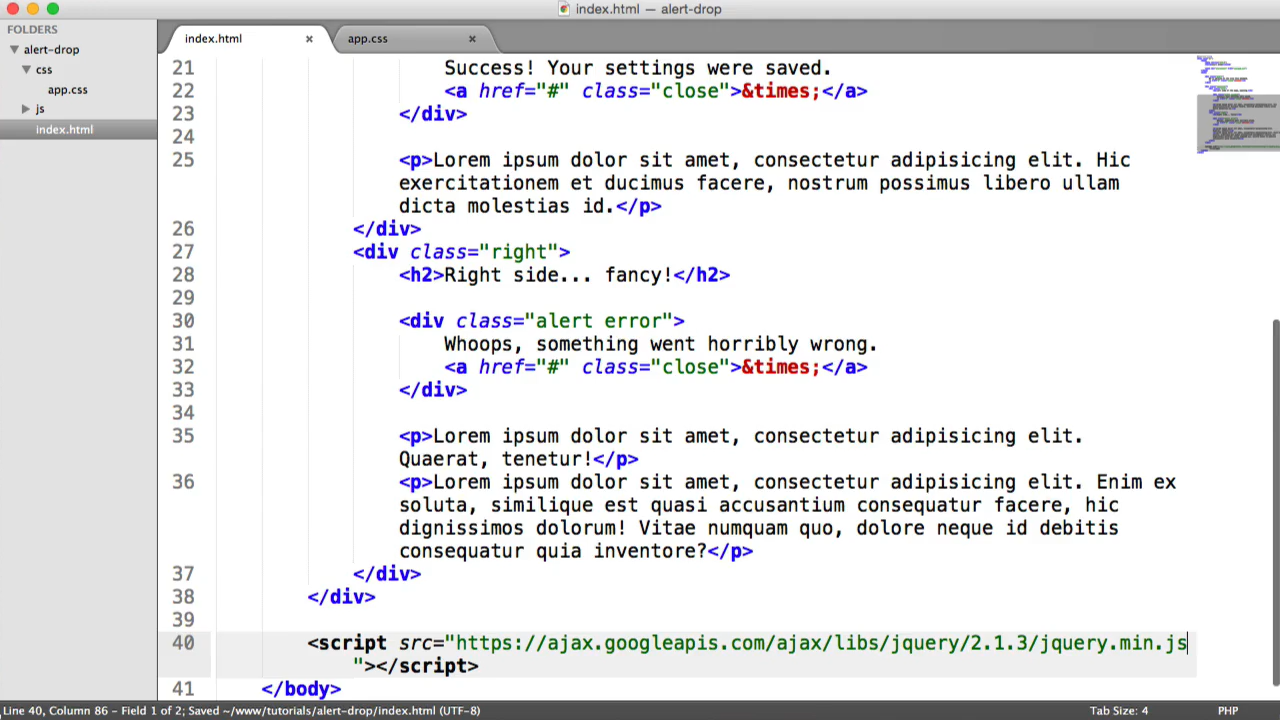 index.html — alert-drop
FOLDERS
alert-drop
css
app.css
js
index.html
index.html ×
app.css ×
21 Success! Your settings were saved.
22 <a href="#" class="close">&times;</a>
23 </div>
24
25 <p>Lorem ipsum dolor sit amet, consectetur adipisicing elit. Hic
exercitationem et ducimus facere, nostrum possimus libero ullam
dicta molestias id.</p>
26 </div>
27 <div class="right">
28 <h2>Right side... fancy!</h2>
29
30 <div class="alert error">
31 Whoops, something went horribly wrong.
32 <a href="#" class="close">&times;</a>
33 </div>
34
35 <p>Lorem ipsum dolor sit amet, consectetur adipisicing elit.
Quaerat, tenetur!</p>
36 <p>Lorem ipsum dolor sit amet, consectetur adipisicing elit. Enim ex
soluta, similique est quasi accusantium consequatur facere, hic
dignissimos dolorum! Vitae numquam quo, dolore neque id debitis
consequatur quia inventore?</p>
37 </div>
38 </div>
39
40 <script src="https://ajax.googleapis.com/ajax/libs/jquery/2.1.3/jquery.min.js
"></script>
41 </body>
Line 40, Column 86 - Field 1 of 2; Saved ~/www/tutorials/alert-drop/index.html (UTF-8)
Tab Size: 4
PHP